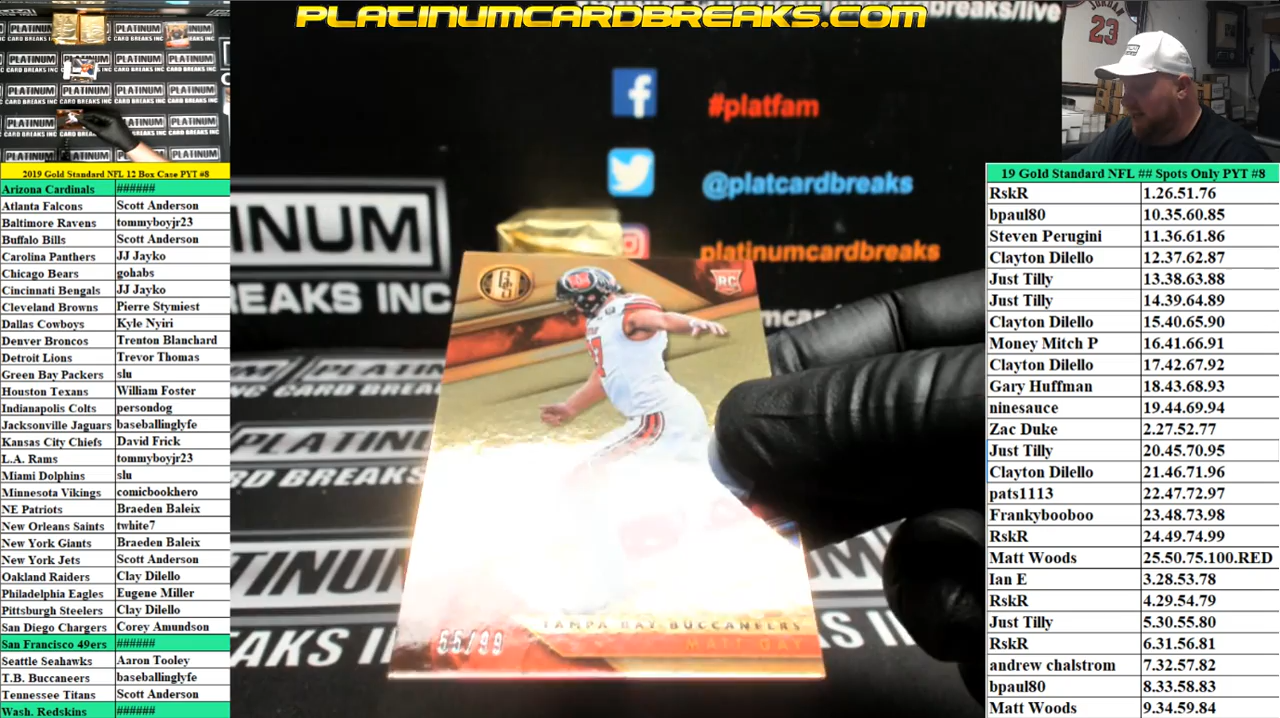 PLATINUMCARDBREAKS.COM
breaks/live
#platfam
@platcardbreaks
platinumcardbreaks
JORDAN
23
INUM
REAKS INC
RC
55/99
TAMPA BAY BUCCANEERS
MATT GAY
2019 Gold Standard NFL 12 Box Case PYT #8
Arizona Cardinals ######
Atlanta Falcons Scott Anderson
Baltimore Ravens tommyboyjr23
Buffalo Bills Scott Anderson
Carolina Panthers JJ Jayko
Chicago Bears gohabs
Cincinnati Bengals JJ Jayko
Cleveland Browns Pierre Stymiest
Dallas Cowboys Kyle Nyiri
Denver Broncos Trenton Blanchard
Detroit Lions Trevor Thomas
Green Bay Packers slu
Houston Texans William Foster
Indianapolis Colts persondog
Jacksonville Jaguars baseballinglyfe
Kansas City Chiefs David Frick
L.A. Rams tommyboyjr23
Miami Dolphins slu
Minnesota Vikings comicbookhero
NE Patriots Braeden Baleix
New Orleans Saints twhite7
New York Giants Braeden Baleix
New York Jets Scott Anderson
Oakland Raiders Clay Dilello
Philadelphia Eagles Eugene Miller
Pittsburgh Steelers Clay Dilello
San Diego Chargers Corey Amundson
San Francisco 49ers ######
Seattle Seahawks Aaron Tooley
T.B. Buccaneers baseballinglyfe
Tennessee Titans Scott Anderson
Wash. Redskins ######
19 Gold Standard NFL ## Spots Only PYT #8
RskR 1.26.51.76
bpaul80 10.35.60.85
Steven Perugini 11.36.61.86
Clayton Dilello 12.37.62.87
Just Tilly 13.38.63.88
Just Tilly 14.39.64.89
Clayton Dilello 15.40.65.90
Money Mitch P 16.41.66.91
Clayton Dilello 17.42.67.92
Gary Huffman 18.43.68.93
ninesauce 19.44.69.94
Zac Duke 2.27.52.77
Just Tilly 20.45.70.95
Clayton Dilello 21.46.71.96
pats1113 22.47.72.97
Frankybooboo 23.48.73.98
RskR 24.49.74.99
Matt Woods 25.50.75.100.RED
Ian E 3.28.53.78
RskR 4.29.54.79
Just Tilly 5.30.55.80
RskR 6.31.56.81
andrew chalstrom 7.32.57.82
bpaul80 8.33.58.83
Matt Woods 9.34.59.84